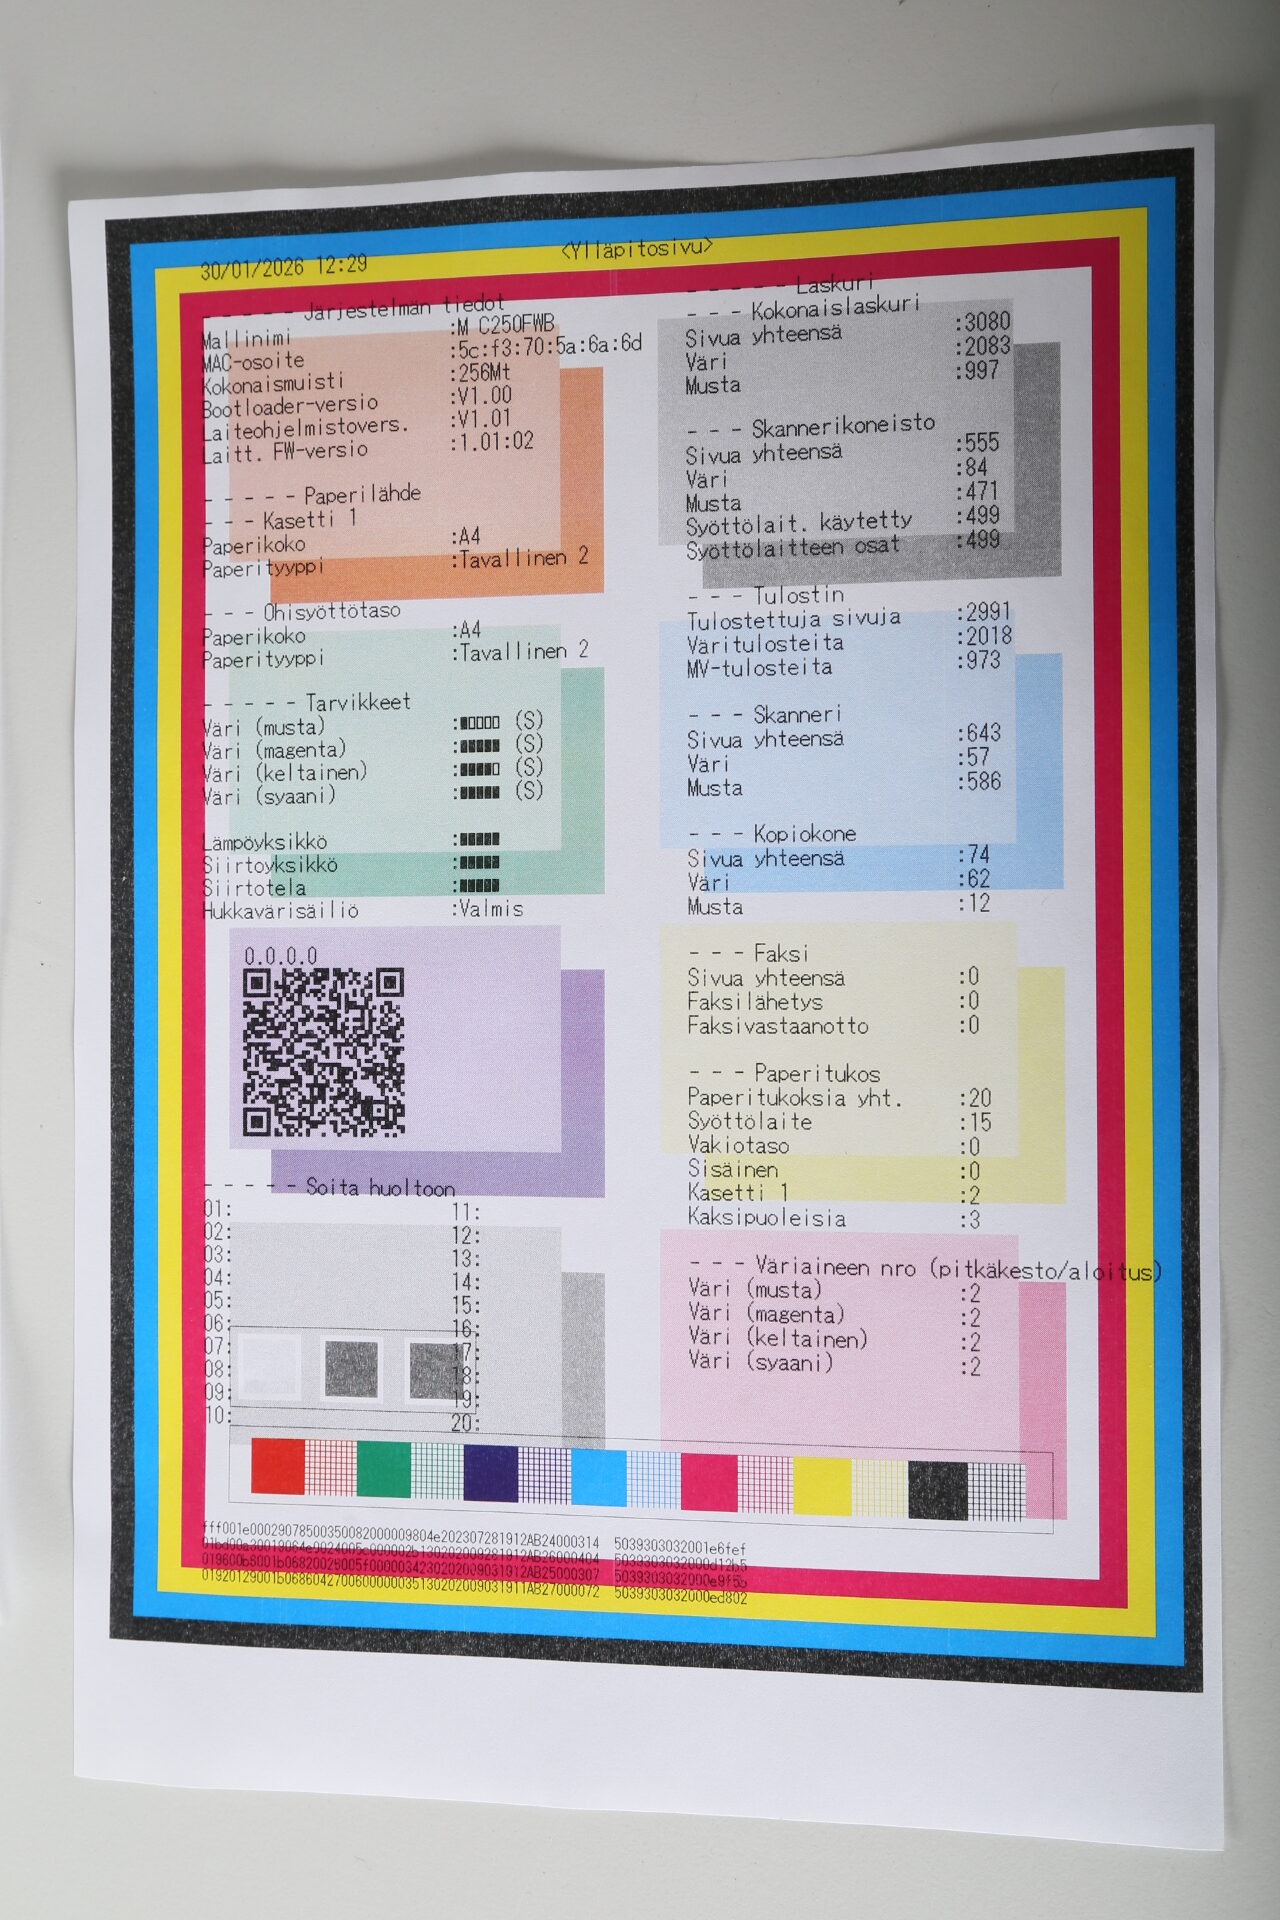 <Ylläpitosivu>
30/01/2026 12:29
- - - - - Järjestelmän tiedot
Mallinimi :M C250FWB
MAC-osoite :5c:f3:70:5a:6a:6d
Kokonaismuisti :256Mt
Bootloader-versio :V1.00
Laiteohjelmistovers. :V1.01
Laitt. FW-versio :1.01:02
- - - - - Paperilähde
- - - Kasetti 1
Paperikoko :A4
Paperityyppi :Tavallinen 2
- - - Ohisyöttötaso
Paperikoko :A4
Paperityyppi :Tavallinen 2
- - - - - Tarvikkeet
Väri (musta) :■□□□□ (S)
Väri (magenta) :■■■■■ (S)
Väri (keltainen) :■■■■□ (S)
Väri (syaani) :■■■■■ (S)
Lämpöyksikkö :■■■■■
Siirtoyksikkö :■■■■■
Siirtotela :■■■■■
Hukkavärisäiliö :Valmis
0.0.0.0
- - - - - Soita huoltoon
01: 11:
02: 12:
03: 13:
04: 14:
05: 15:
06: 16:
07: 17:
08: 18:
09: 19:
10: 20:
- - - - - Laskuri
- - - Kokonaislaskuri
Sivua yhteensä :3080
Väri :2083
Musta :997
- - - Skannerikoneisto
Sivua yhteensä :555
Väri :84
Musta :471
Syöttölait. käytetty :499
Syöttölaitteen osat :499
- - - Tulostin
Tulostettuja sivuja :2991
Väritulosteita :2018
MV-tulosteita :973
- - - Skanneri
Sivua yhteensä :643
Väri :57
Musta :586
- - - Kopiokone
Sivua yhteensä :74
Väri :62
Musta :12
- - - Faksi
Sivua yhteensä :0
Faksilähetys :0
Faksivastaanotto :0
- - - Paperitukos
Paperitukoksia yht. :20
Syöttölaite :15
Vakiotaso :0
Sisäinen :0
Kasetti 1 :2
Kaksipuoleisia :3
- - - Väriaineen nro (pitkäkesto/aloitus)
Väri (musta) :2
Väri (magenta) :2
Väri (keltainen) :2
Väri (syaani) :2
fff001e00029078500350082000009804e202307281912AB24000314 5039303032001e6fef
5039303032000d12b5
5039303032000e9f5b
01920129001b0686042700600000035130202009031911AB27000072 5039303032000ed802